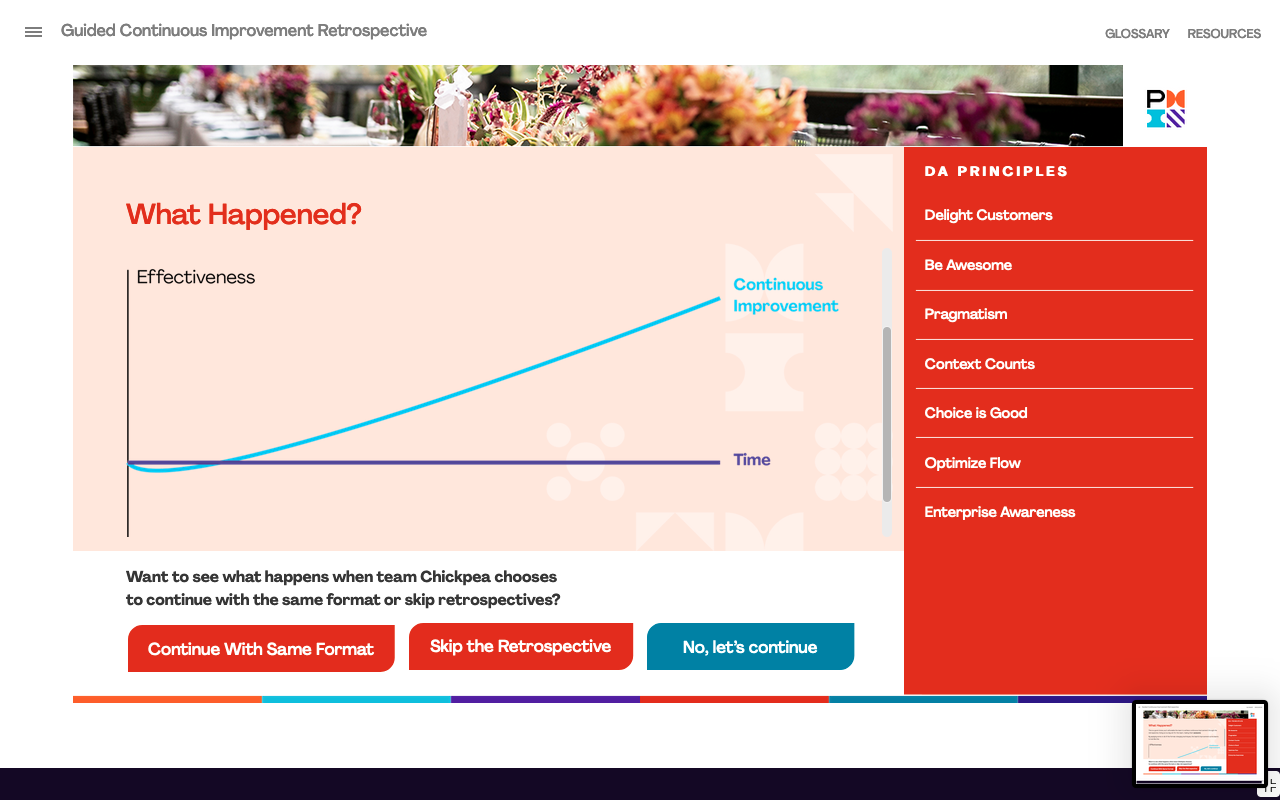 Guided Continuous Improvement Retrospective
GLOSSARY
RESOURCES
What Happened?
Effectiveness
Continuous
Improvement
Time
DA PRINCIPLES
Delight Customers
Be Awesome
Pragmatism
Context Counts
Choice is Good
Optimize Flow
Enterprise Awareness
Want to see what happens when team Chickpea chooses
to continue with the same format or skip retrospectives?
Continue With Same Format
Skip the Retrospective
No, let’s continue